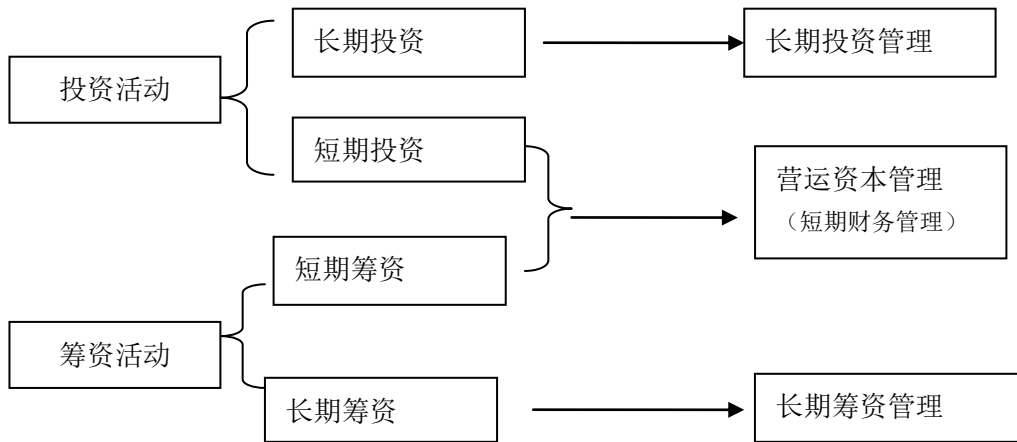 长期投资
长期投资管理
投资活动
短期投资
营运资本管理
（短期财务管理）
短期筹资
筹资活动
长期筹资
长期筹资管理